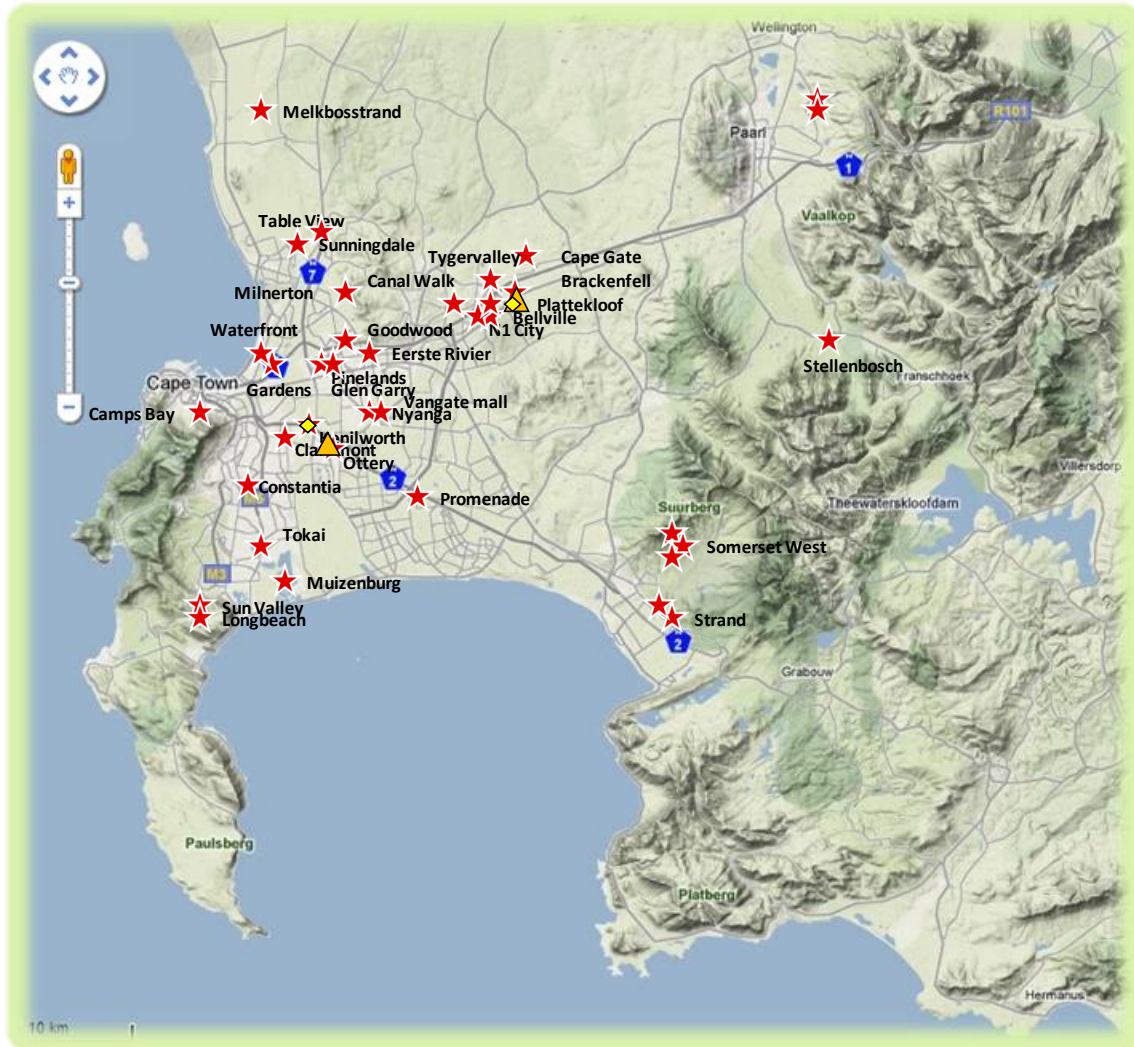 Wellington
Melkbosstrand
R101
Paarl
N
1
Vaalkop
Table View
Sunningdale
Tygervalley
Cape Gate
7
Canal Walk
Brackenfell
Milnerton
Plattekloof
Bellville
N1 City
Waterfront
Goodwood
Eerste Rivier
Stellenbosch
Franschhoek
Cape Town
Pinelands
Gardens
Glen Garry
Vangate mall
Camps Bay
Nyanga
Kenilworth
Claremont
Ottery
Villiersdorp
2
Constantia
Promenade
Theewaterskloofdam
Suurberg
Tokai
Somerset West
M3
Muizenburg
Sun Valley
Longbeach
Strand
N
2
Grabouw
Paulsberg
Platberg
Hermanus
10 km